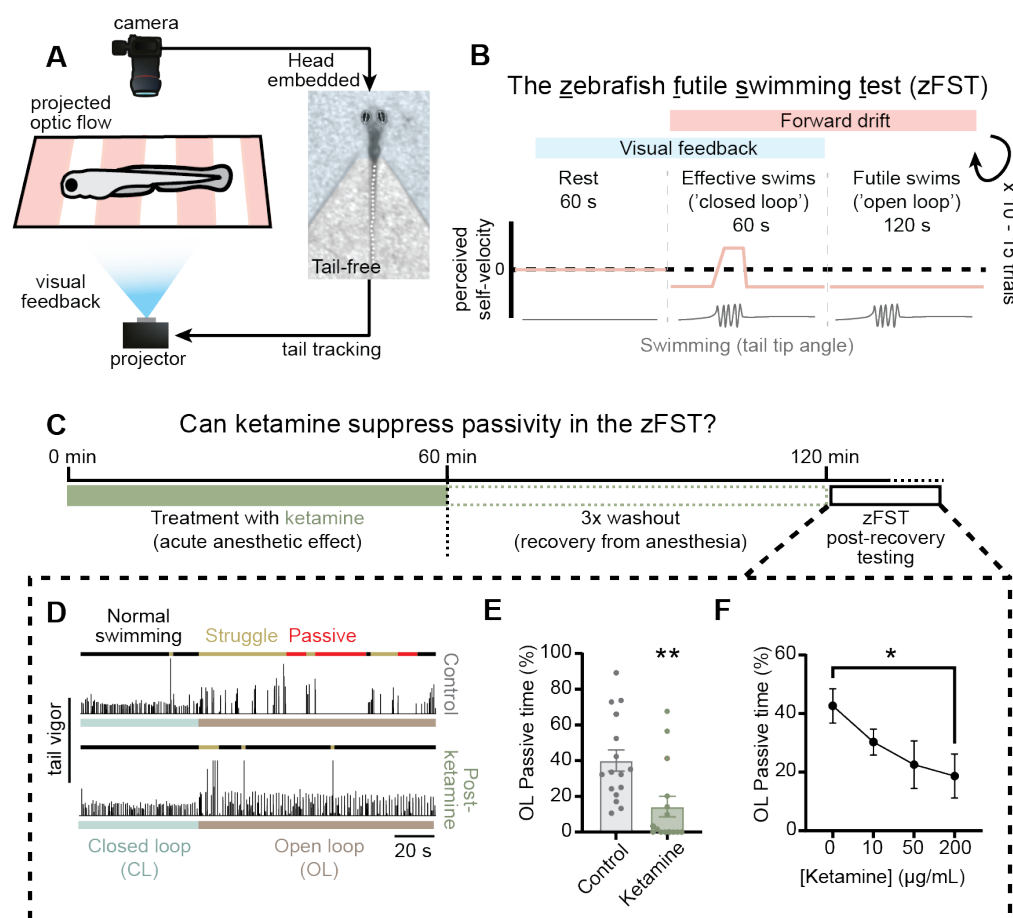 A
camera
Head
embedded
projected
optic flow
Tail-free
visual
feedback
projector
tail tracking
B
The zebrafish futile swimming test (zFST)
Forward drift
Visual feedback
Rest
60 s
Effective swims
('closed loop')
60 s
Futile swims
('open loop')
120 s
x 10 - 15 trials
perceived
self-velocity
0
Swimming (tail tip angle)
C
Can ketamine suppress passivity in the zFST?
0 min
60 min
120 min
Treatment with ketamine
(acute anesthetic effect)
3x washout
(recovery from anesthesia)
zFST
post-recovery
testing
D
Normal
swimming
Struggle
Passive
Control
tail vigor
Post-
ketamine
Closed loop
(CL)
Open loop
(OL)
20 s
E
OL Passive time (%)
100
80
60
40
20
0
**
Control
Ketamine
F
OL Passive time (%)
60
40
20
0
*
0
10
50
200
[Ketamine] (µg/mL)